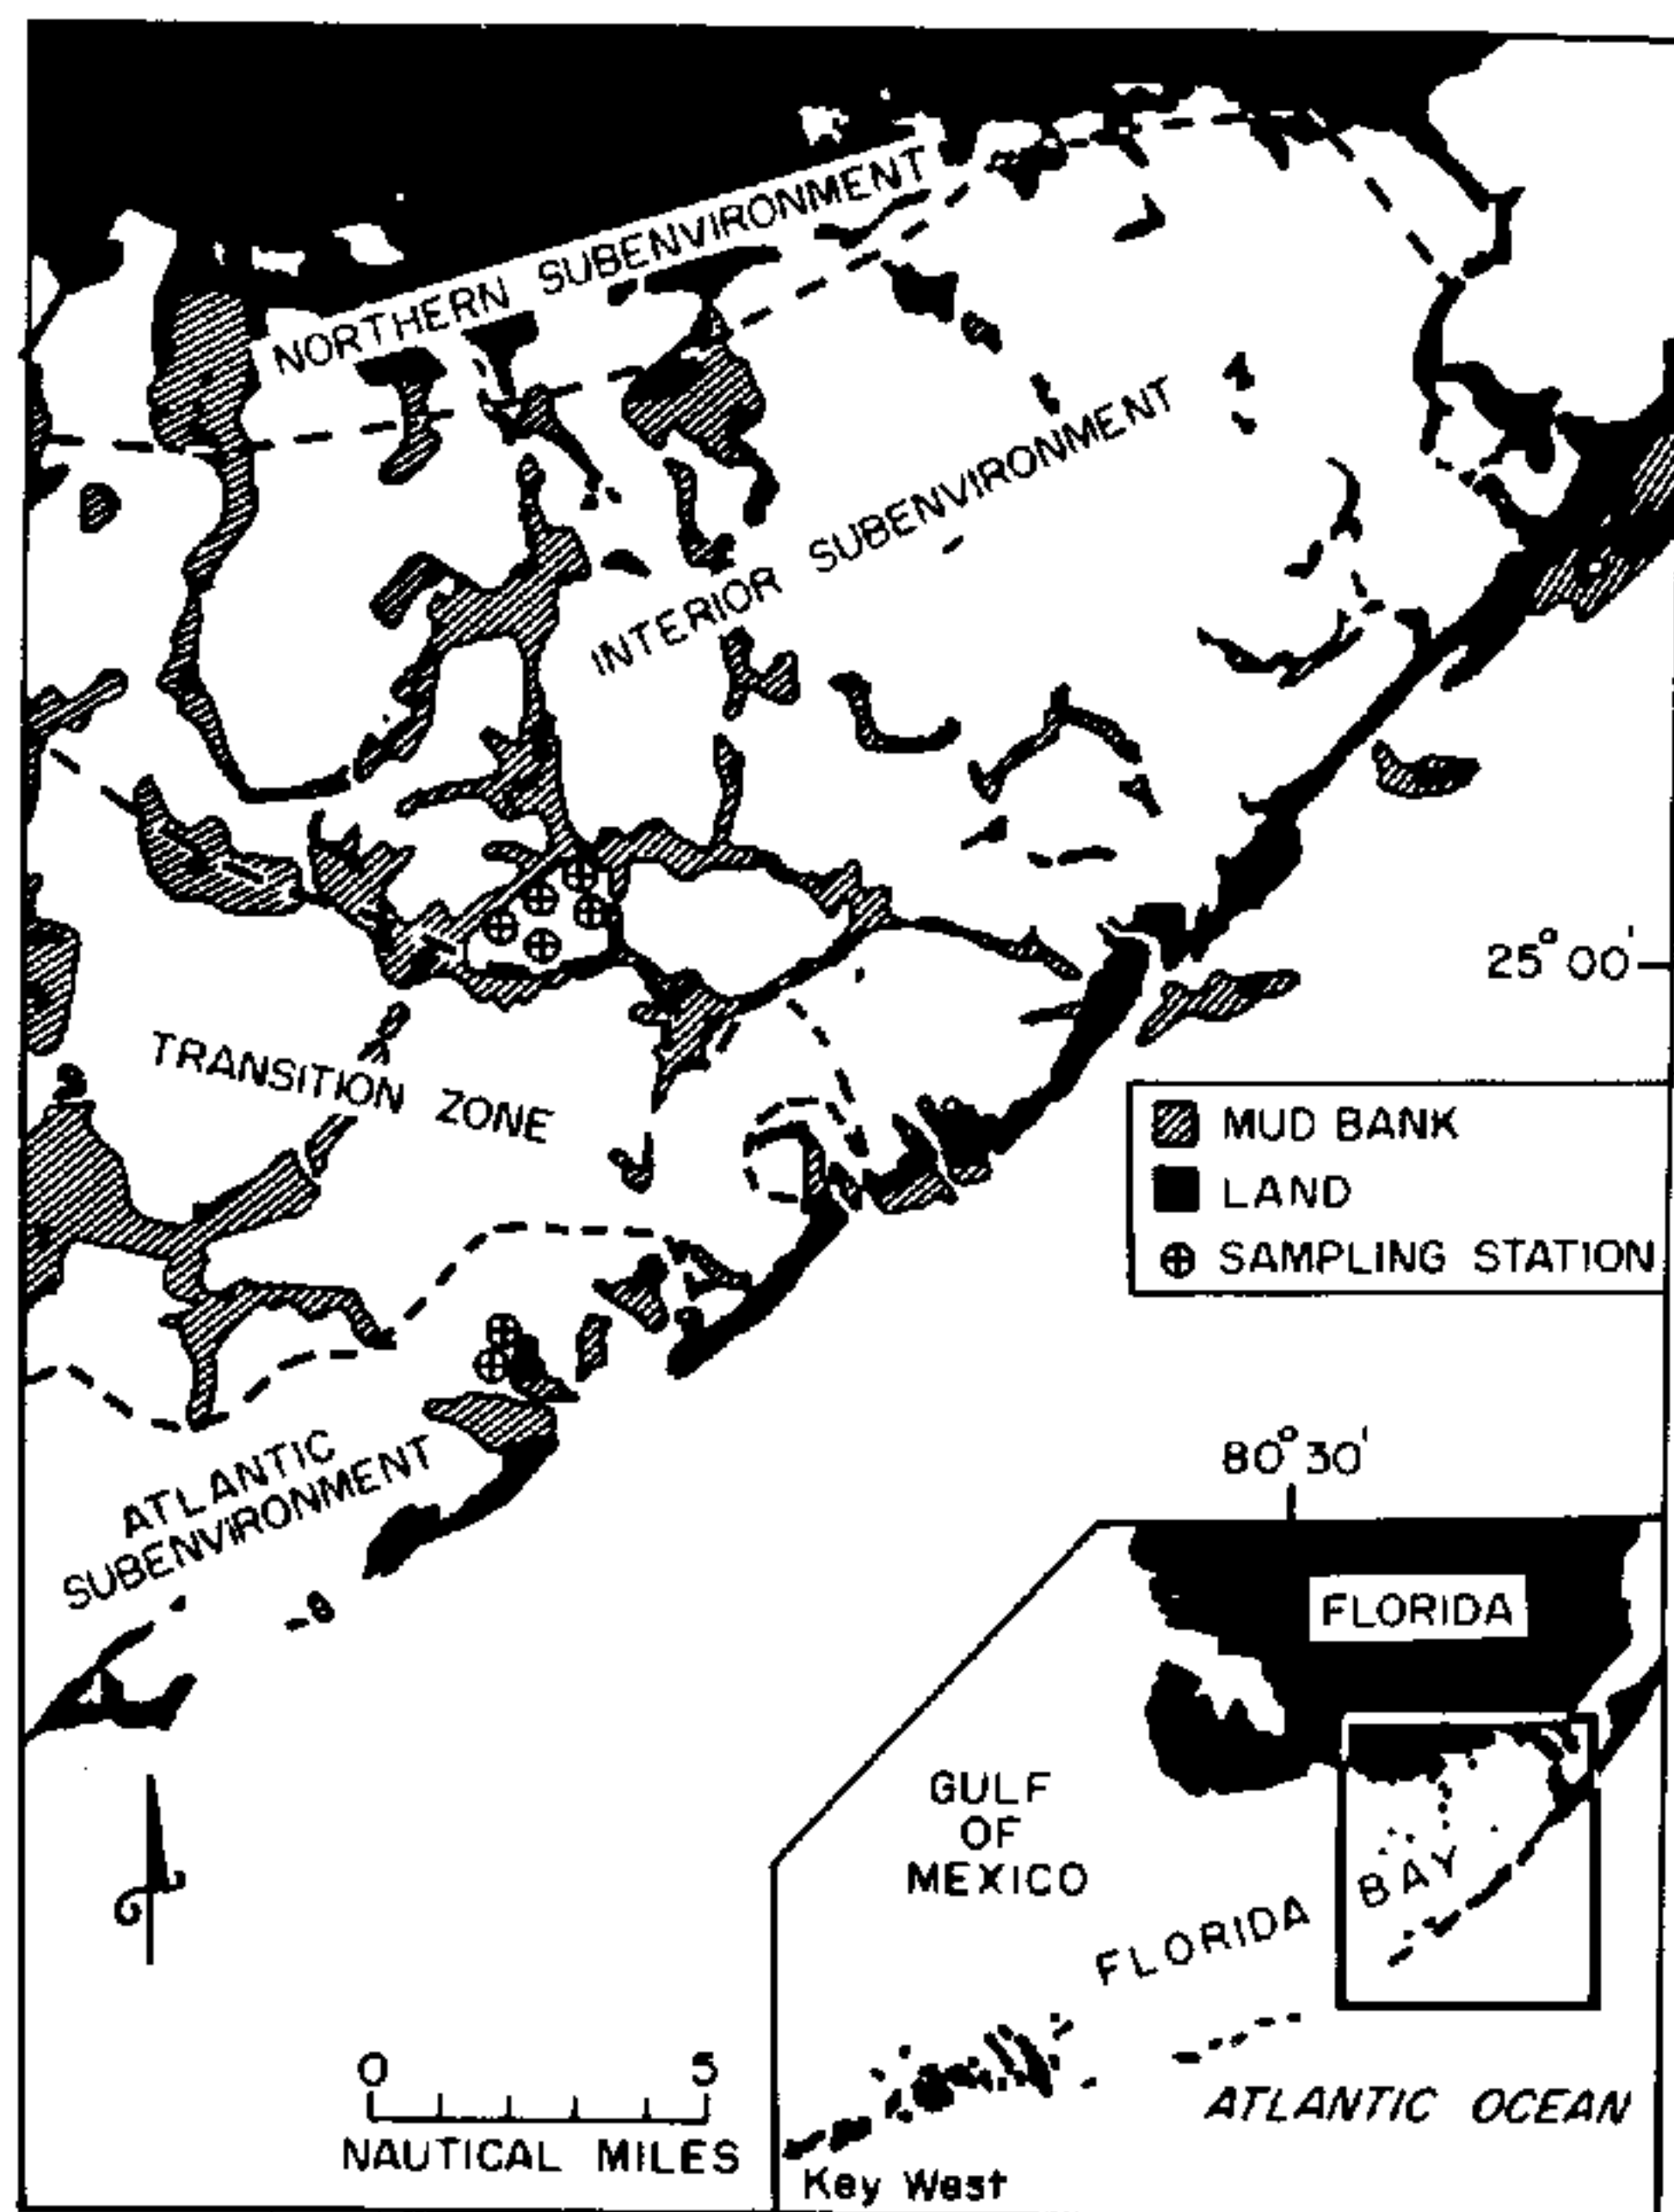 NORTHERN SUBENVIRONMENT
INTERIOR SUBENVIRONMENT
25°00'
TRANSITION ZONE
MUD BANK
LAND
SAMPLING STATION
ATLANTIC
SUBENVIRONMENT
80°30'
FLORIDA
GULF
OF
MEXICO
FLORIDA BAY
ATLANTIC OCEAN
Key West
0 5
NAUTICAL MILES